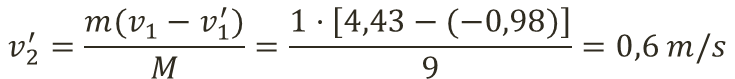 v₂′ = m(v₁ − v₁′) / M = 1 · [4,43 − (−0,98)] / 9 = 0,6 m/s